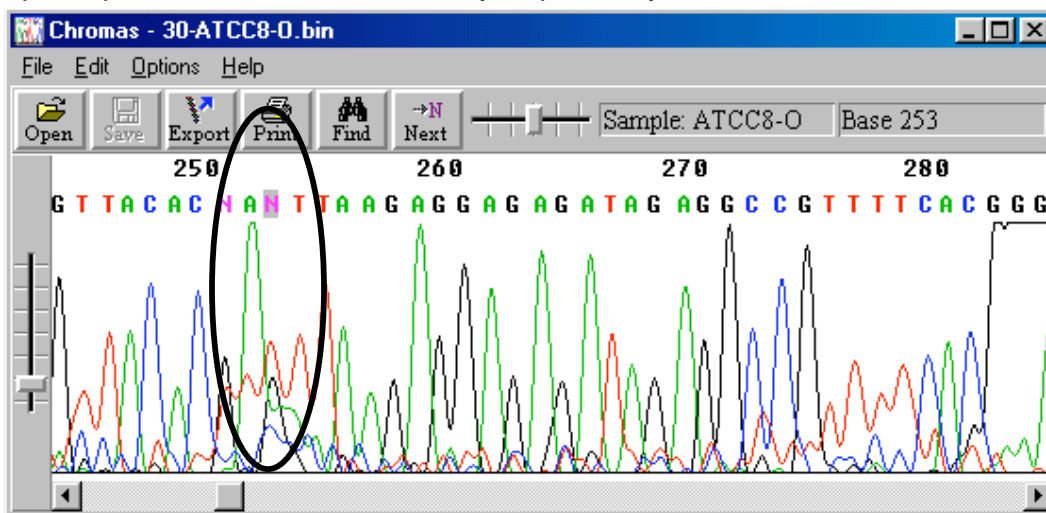 Chromas - 30-ATCC8-O.bin
File Edit Options Help
Open Save Export Print Find →N Next Sample: ATCC8-O Base 253
250 260 270 280
G T T A C A C N A N T T A A G A G G A G A G A T A G A G G C C G T T T T C A C G G G